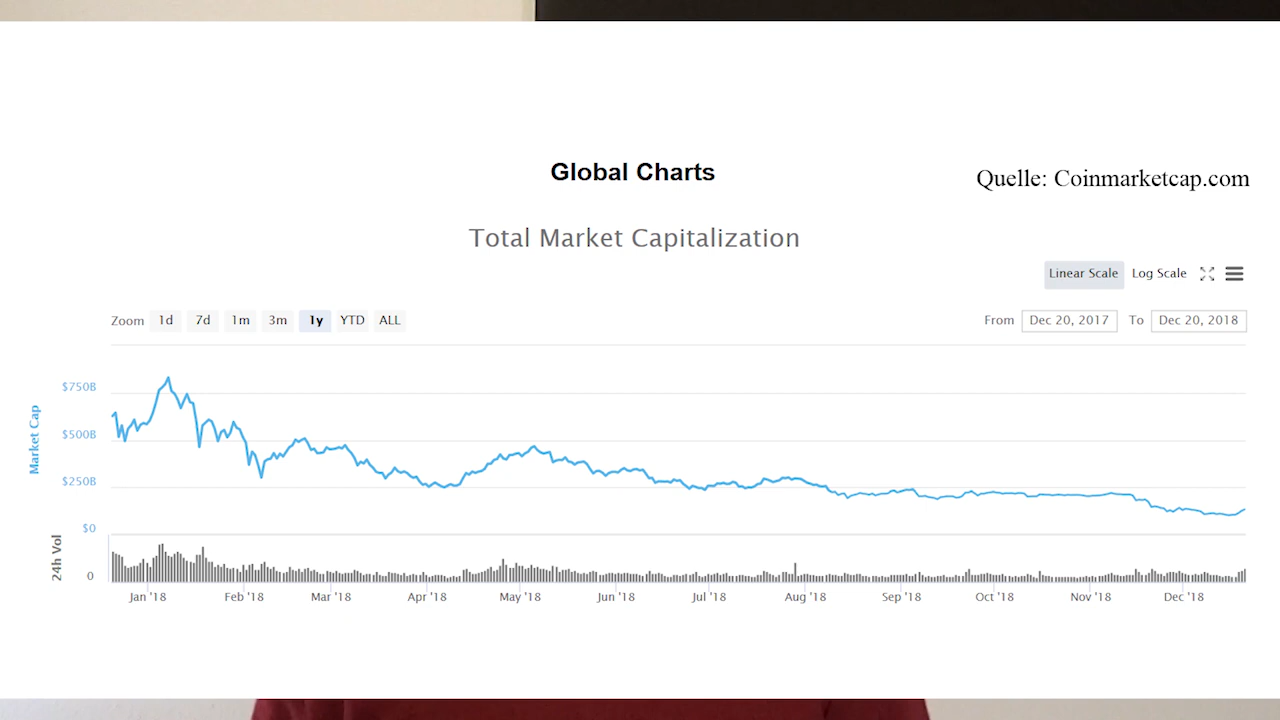 Global Charts
Quelle: Coinmarketcap.com
Total Market Capitalization
Linear Scale Log Scale
Zoom 1d 7d 1m 3m 1y YTD ALL From Dec 20, 2017 To Dec 20, 2018
Market Cap
$750B
$500B
$250B
$0
24h Vol
0
Jan '18 Feb '18 Mar '18 Apr '18 May '18 Jun '18 Jul '18 Aug '18 Sep '18 Oct '18 Nov '18 Dec '18